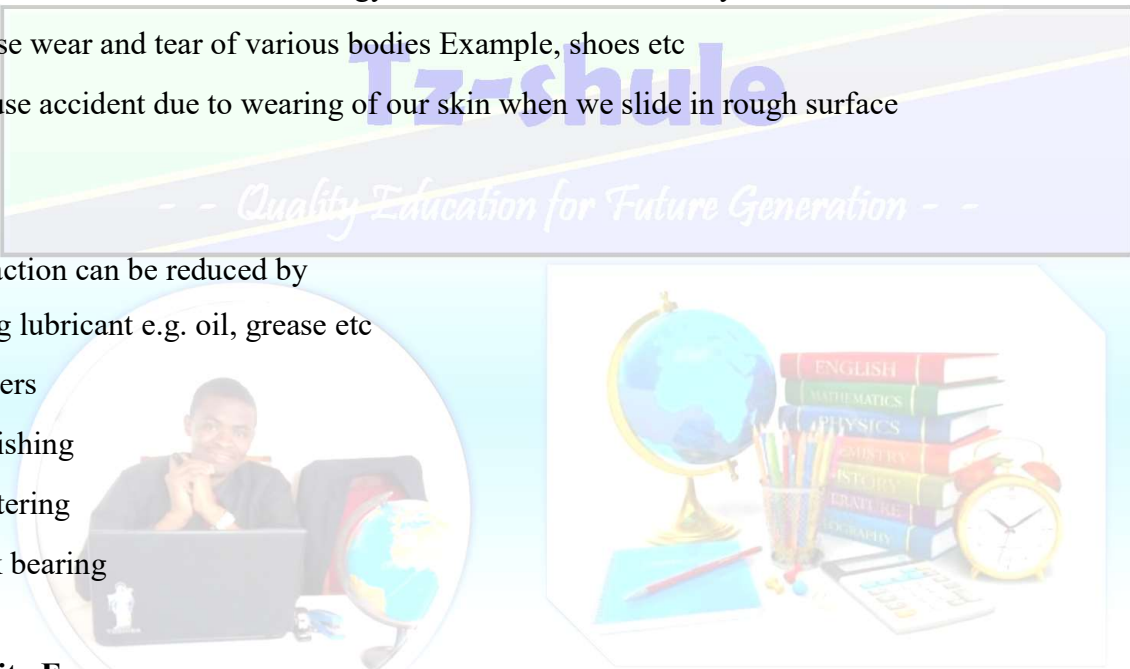 se wear and tear of various bodies Example, shoes etc
use accident due to wearing of our skin when we slide in rough surface
Tz-shule
- - Quality Education for Future Generation - -
action can be reduced by
g lubricant e.g. oil, grease etc
ers
ishing
tering
bearing
ENGLISH
MATHEMATICS
PHYSICS